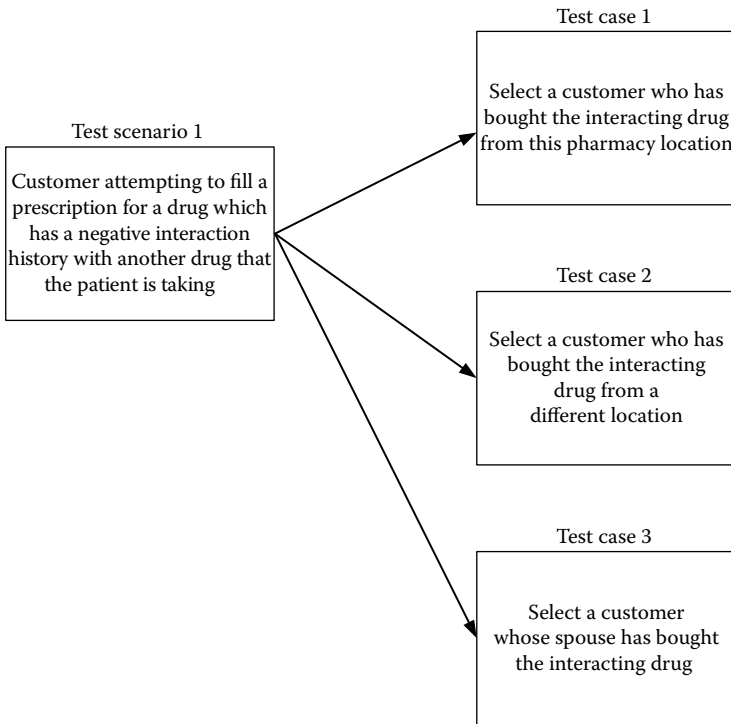 Test scenario 1
Customer attempting to fill a
prescription for a drug which
has a negative interaction
history with another drug that
the patient is taking
Test case 1
Select a customer who has
bought the interacting drug
from this pharmacy location
Test case 2
Select a customer who has
bought the interacting
drug from a
different location
Test case 3
Select a customer
whose spouse has bought
the interacting drug